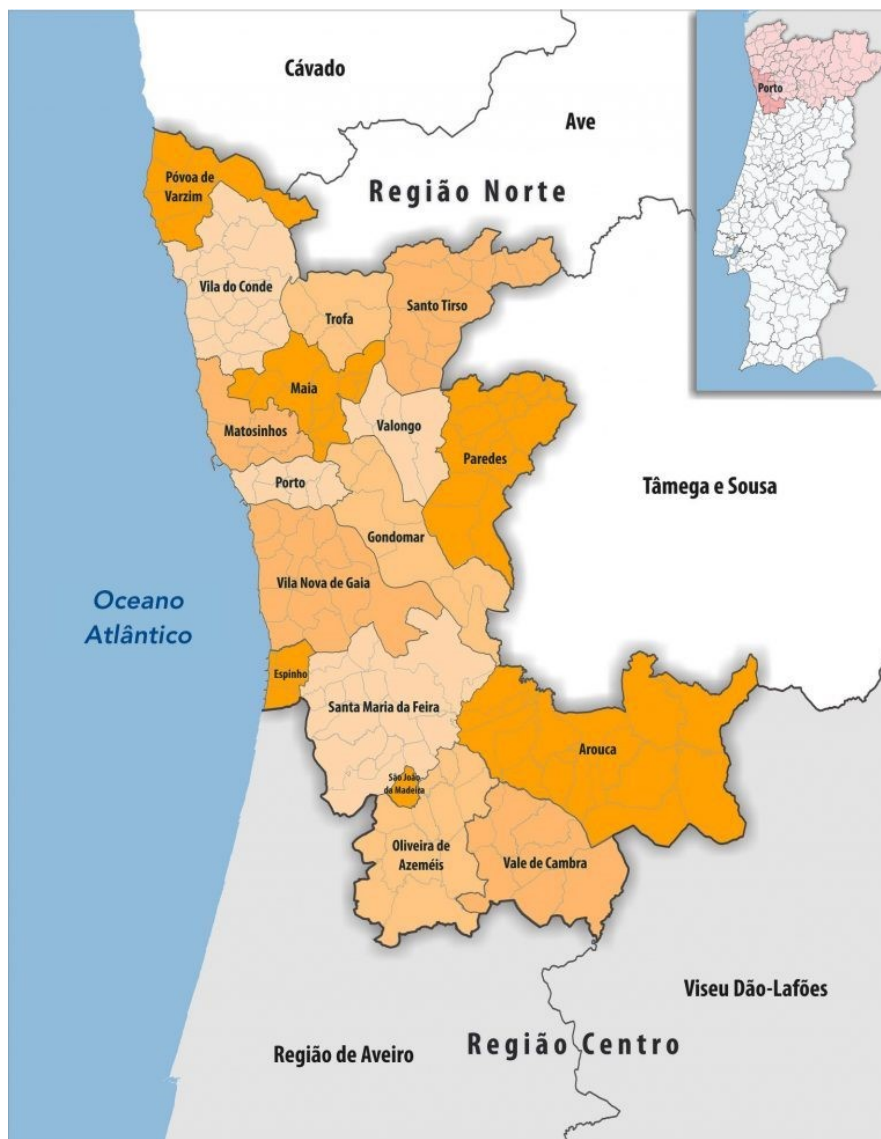 Cávado
Porto
Ave
Póvoa de
Varzim
Região Norte
Vila do Conde
Santo Tirso
Trofa
Maia
Matosinhos
Valongo
Paredes
Porto
Tâmega e Sousa
Gondomar
Vila Nova de Gaia
Oceano
Atlântico
Espinho
Santa Maria da Feira
Arouca
São João
da Madeira
Oliveira de
Azeméis
Vale de Cambra
Viseu Dão-Lafões
Região de Aveiro
Região Centro